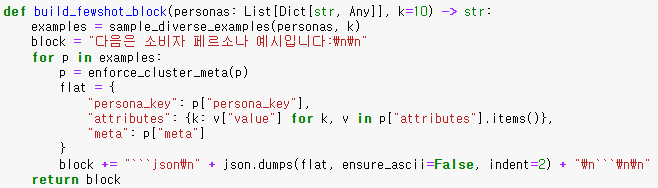 def build_fewshot_block(personas: List[Dict[str, Any]], k=10) -> str:
    examples = sample_diverse_examples(personas, k)
    block = "다음은 소비자 페르소나 예시입니다:₩n₩n"
    for p in examples:
        p = enforce_cluster_meta(p)
        flat = {
            "persona_key": p["persona_key"],
            "attributes": {k: v["value"] for k, v in p["attributes"].items()},
            "meta": p["meta"]
        }
        block += "```json₩n" + json.dumps(flat, ensure_ascii=False, indent=2) + "₩n```₩n₩n"
    return block